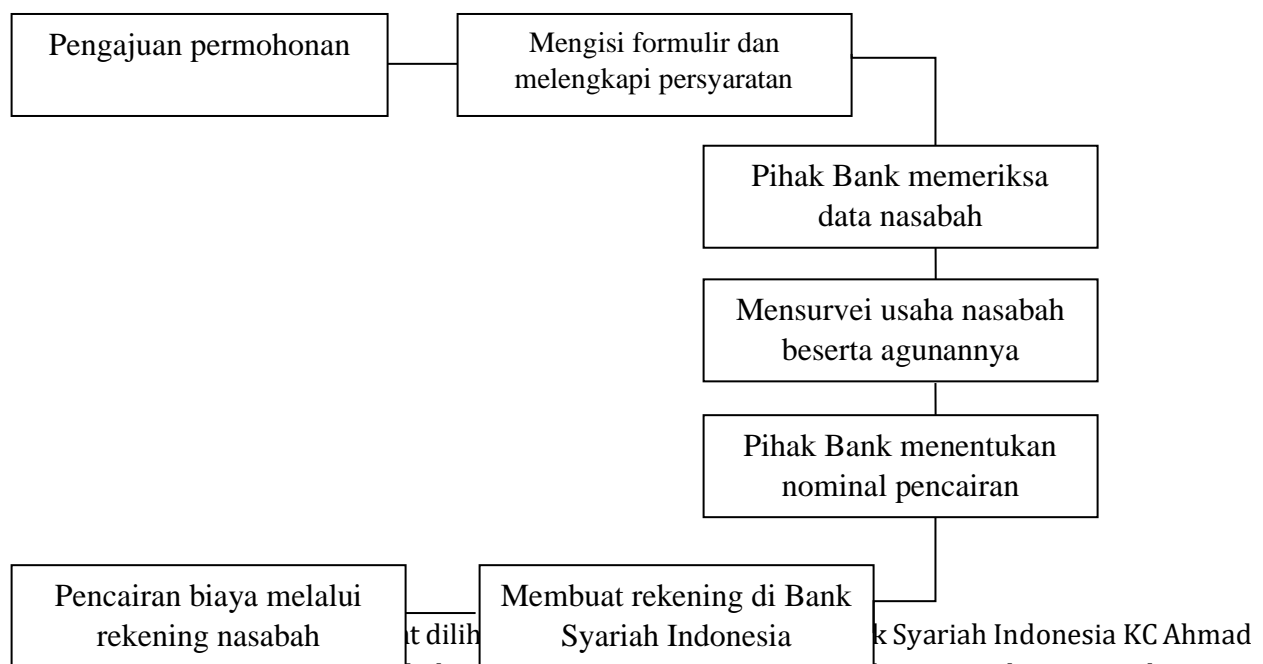 Pengajuan permohonan
Mengisi formulir dan
melengkapi persyaratan
Pihak Bank memeriksa
data nasabah
Mensurvei usaha nasabah
beserta agunannya
Pihak Bank menentukan
nominal pencairan
Membuat rekening di Bank
Syariah Indonesia
Pencairan biaya melalui
rekening nasabah
t dilih
k Syariah Indonesia KC Ahmad